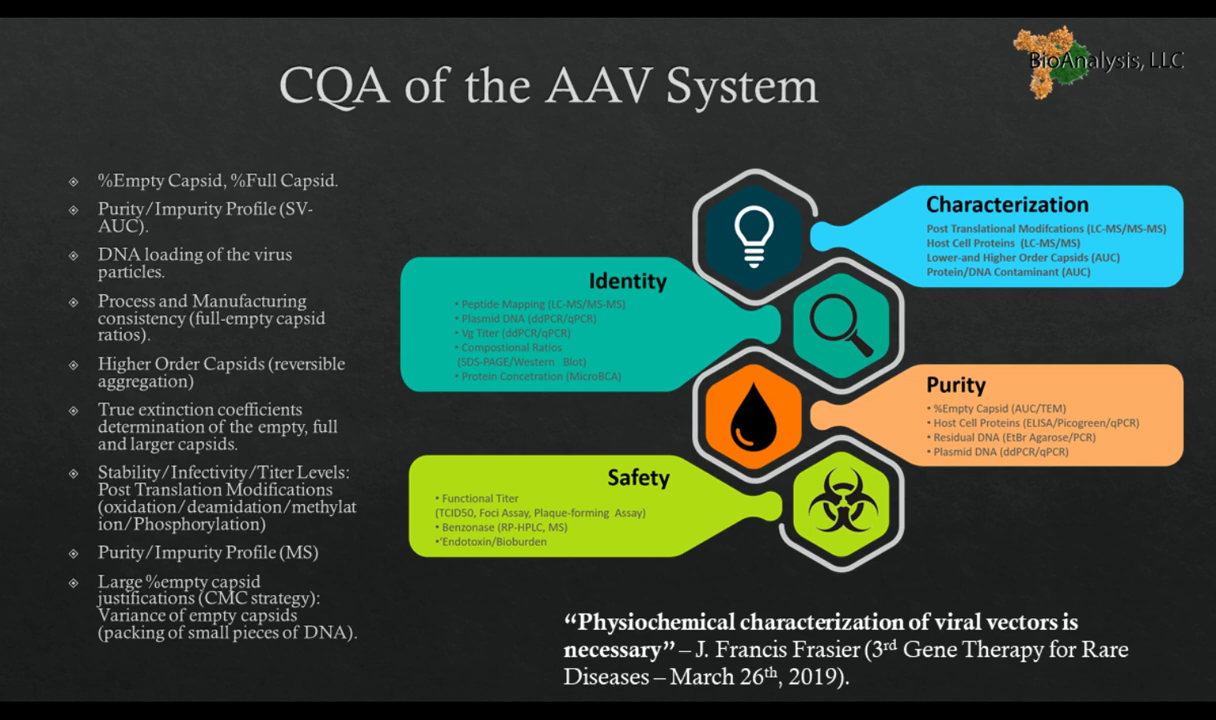 BioAnalysis, LLC
CQA of the AAV System
%Empty Capsid, %Full Capsid.
Purity/Impurity Profile (SV-
AUC).
DNA loading of the virus
particles.
Process and Manufacturing
consistency (full-empty capsid
ratios).
Higher Order Capsids (reversible
aggregation)
True extinction coefficients
determination of the empty, full
and larger capsids.
Stability/Infectivity/Titer Levels:
Post Translation Modifications
(oxidation/deamidation/methylat
ion/Phosphorylation)
Purity/Impurity Profile (MS)
Large %empty capsid
justifications (CMC strategy):
Variance of empty capsids
(packing of small pieces of DNA).
Characterization
Post Translational Modifcations (LC-MS/MS-MS)
Host Cell Proteins (LC-MS/MS)
Lower-and Higher Order Capsids (AUC)
Protein/DNA Contaminant (AUC)
Identity
• Peptide Mapping (LC-MS/MS-MS)
• Plasmid DNA (ddPCR/qPCR)
• Vg Titer (ddPCR/qPCR)
• Compostional Ratios
(SDS-PAGE/Western Blot)
• Protein Concetration (MicroBCA)
Purity
• %Empty Capsid (AUC/TEM)
• Host Cell Proteins (ELISA/Picogreen/qPCR)
• Residual DNA (EtBr Agarose/PCR)
• Plasmid DNA (ddPCR/qPCR)
Safety
• Functional Titer
(TCID50, Foci Assay, Plaque-forming Assay)
• Benzonase (RP-HPLC, MS)
•'Endotoxin/Bioburden
“Physiochemical characterization of viral vectors is
necessary” – J. Francis Frasier (3rd Gene Therapy for Rare
Diseases – March 26th, 2019).